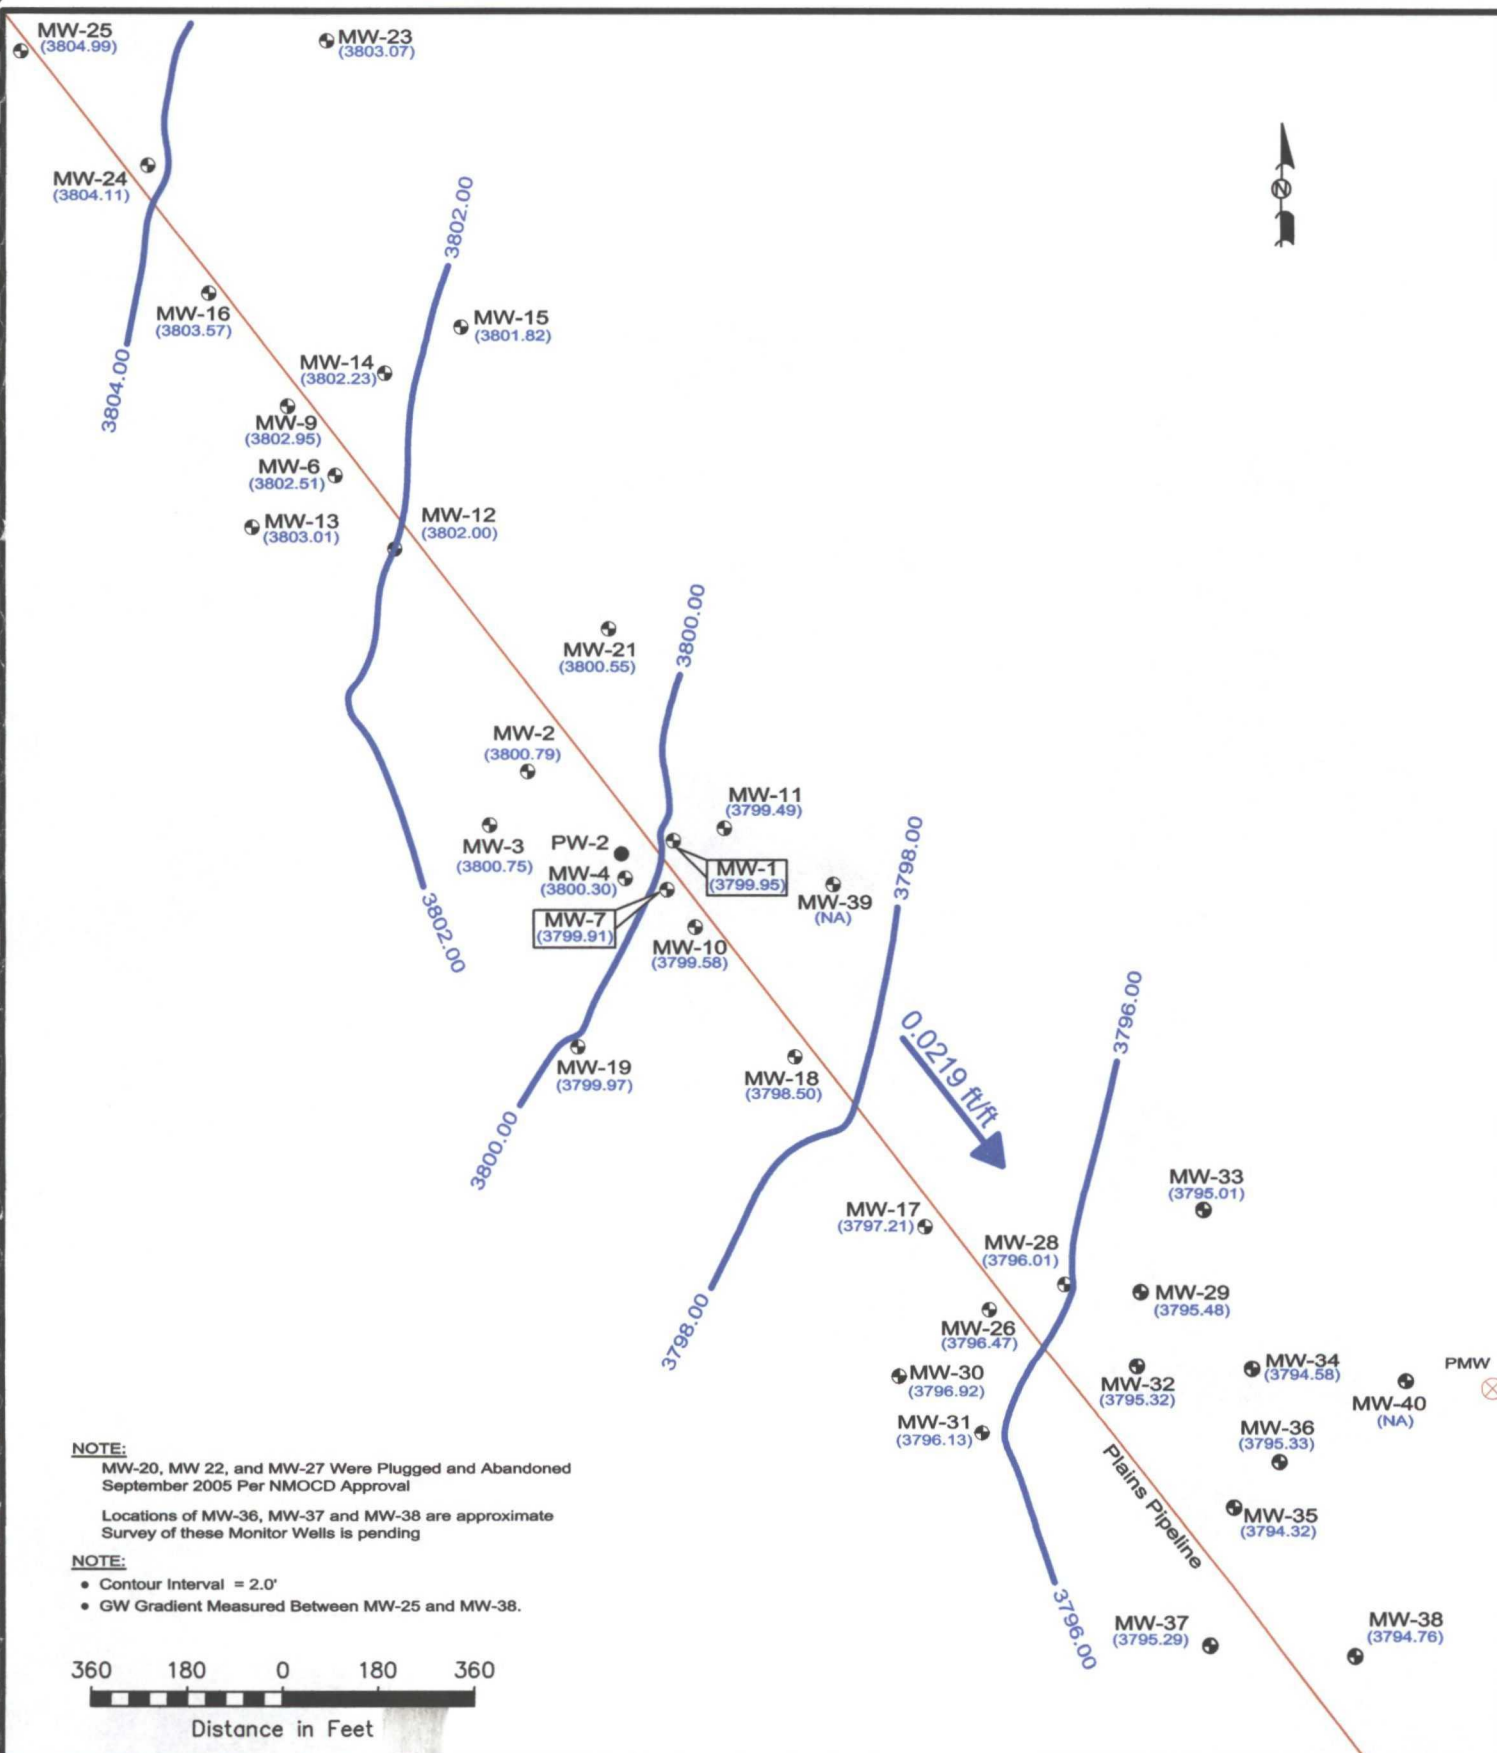 MW-25
(3804.99)
MW-23
(3803.07)
MW-24
(3804.11)
N
3802.00
MW-16
(3803.57)
MW-15
(3801.82)
3804.00
MW-14
(3802.23)
MW-9
(3802.95)
MW-6
(3802.51)
MW-13
(3803.01)
MW-12
(3802.00)
MW-21
(3800.55)
3800.00
MW-2
(3800.79)
MW-11
(3799.49)
MW-3
(3800.75)
PW-2
MW-4
(3800.30)
MW-1
(3799.95)
MW-39
(NA)
3798.00
MW-7
(3799.91)
MW-10
(3799.58)
3802.00
3796.00
MW-19
(3799.97)
MW-18
(3798.50)
0.0219 ft/ft
3800.00
MW-33
(3795.01)
MW-17
(3797.21)
MW-28
(3796.01)
MW-29
(3795.48)
3798.00
MW-26
(3796.47)
MW-30
(3796.92)
MW-32
(3795.32)
MW-34
(3794.58)
PMW
MW-40
(NA)
MW-31
(3796.13)
MW-36
(3795.33)
Plains Pipeline
MW-35
(3794.32)
3796.00
MW-37
(3795.29)
MW-38
(3794.76)
NOTE:
MW-20, MW 22, and MW-27 Were Plugged and Abandoned
September 2005 Per NMOCD Approval
Locations of MW-36, MW-37 and MW-38 are approximate
Survey of these Monitor Wells is pending
NOTE:
• Contour Interval = 2.0'
• GW Gradient Measured Between MW-25 and MW-38.
360 180 0 180 360
Distance in Feet